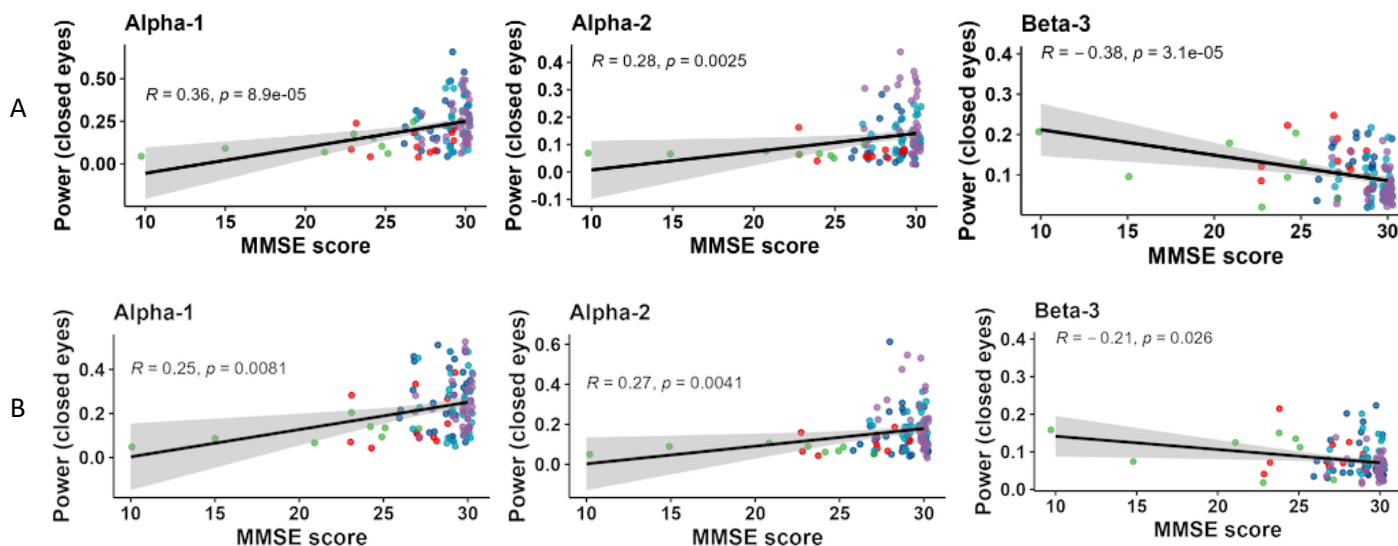 A
Alpha-1
Power (closed eyes)
R = 0.36, p = 8.9e-05
0.50
0.25
0.00
10 15 20 25 30
MMSE score
Alpha-2
Power (closed eyes)
R = 0.28, p = 0.0025
0.4
0.3
0.2
0.1
0.0
-0.1
10 15 20 25 30
MMSE score
Beta-3
Power (closed eyes)
R = −0.38, p = 3.1e-05
0.4
0.3
0.2
0.1
10 15 20 25 30
MMSE score
B
Alpha-1
Power (closed eyes)
R = 0.25, p = 0.0081
0.4
0.2
0.0
10 15 20 25 30
MMSE score
Alpha-2
Power (closed eyes)
R = 0.27, p = 0.0041
0.6
0.4
0.2
0.0
10 15 20 25 30
MMSE score
Beta-3
Power (closed eyes)
R = −0.21, p = 0.026
0.4
0.3
0.2
0.1
0.0
10 15 20 25 30
MMSE score